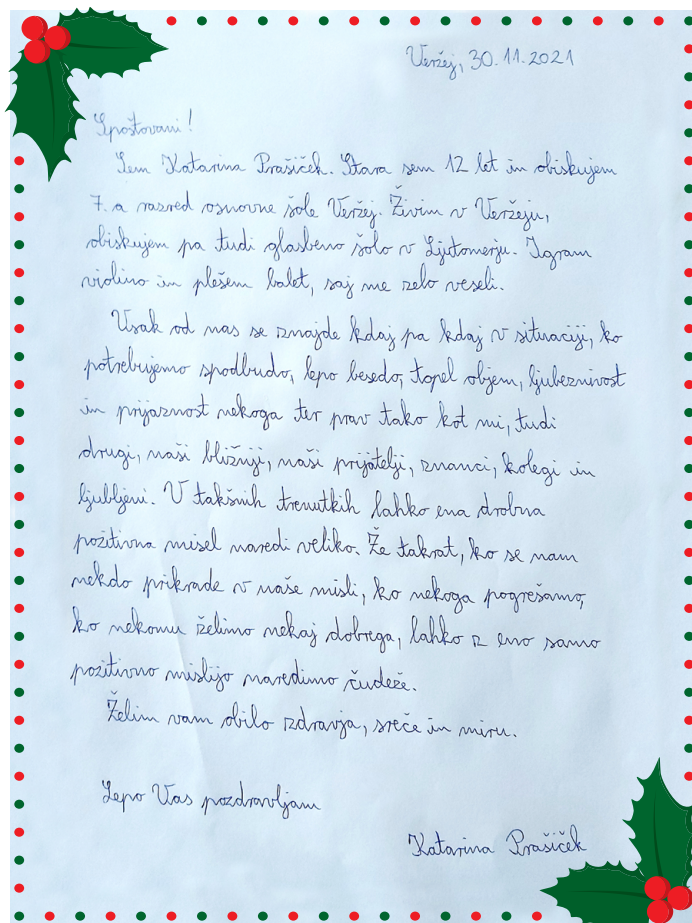 Veržej, 30.11.2021
Spoštovani!
Sem Katarina Prašiček. Stara sem 12 let in obiskujem
7. a razred osnovne šole Veržej. Živim v Veržeju,
obiskujem pa tudi glasbeno šolo v Ljutomerju. Igram
violino in plešem balet, saj me zelo veseli.
Vsak od nas se znajde kdaj pa kdaj v situaciji, ko
potrebujemo spodbudo, lepo besedo, topel objem, ljubeznivost
in prijaznost nekoga ter prav tako kot mi, tudi
drugi, naši bližnji, naši prijatelji, znanci, kolegi in
ljubljeni. V takšnih trenutkih lahko ena drobna
pozitivna misel naredi veliko. Že takrat, ko se nam
nekdo prikrade v naše misli, ko nekoga pogrešamo,
ko nekomu želimo nekaj dobrega, lahko z eno samo
pozitivno mislijo naredimo čudeže.
Želim vam obilo zdravja, sreče in miru.
Lepo Vas pozdravljam
Katarina Prašiček